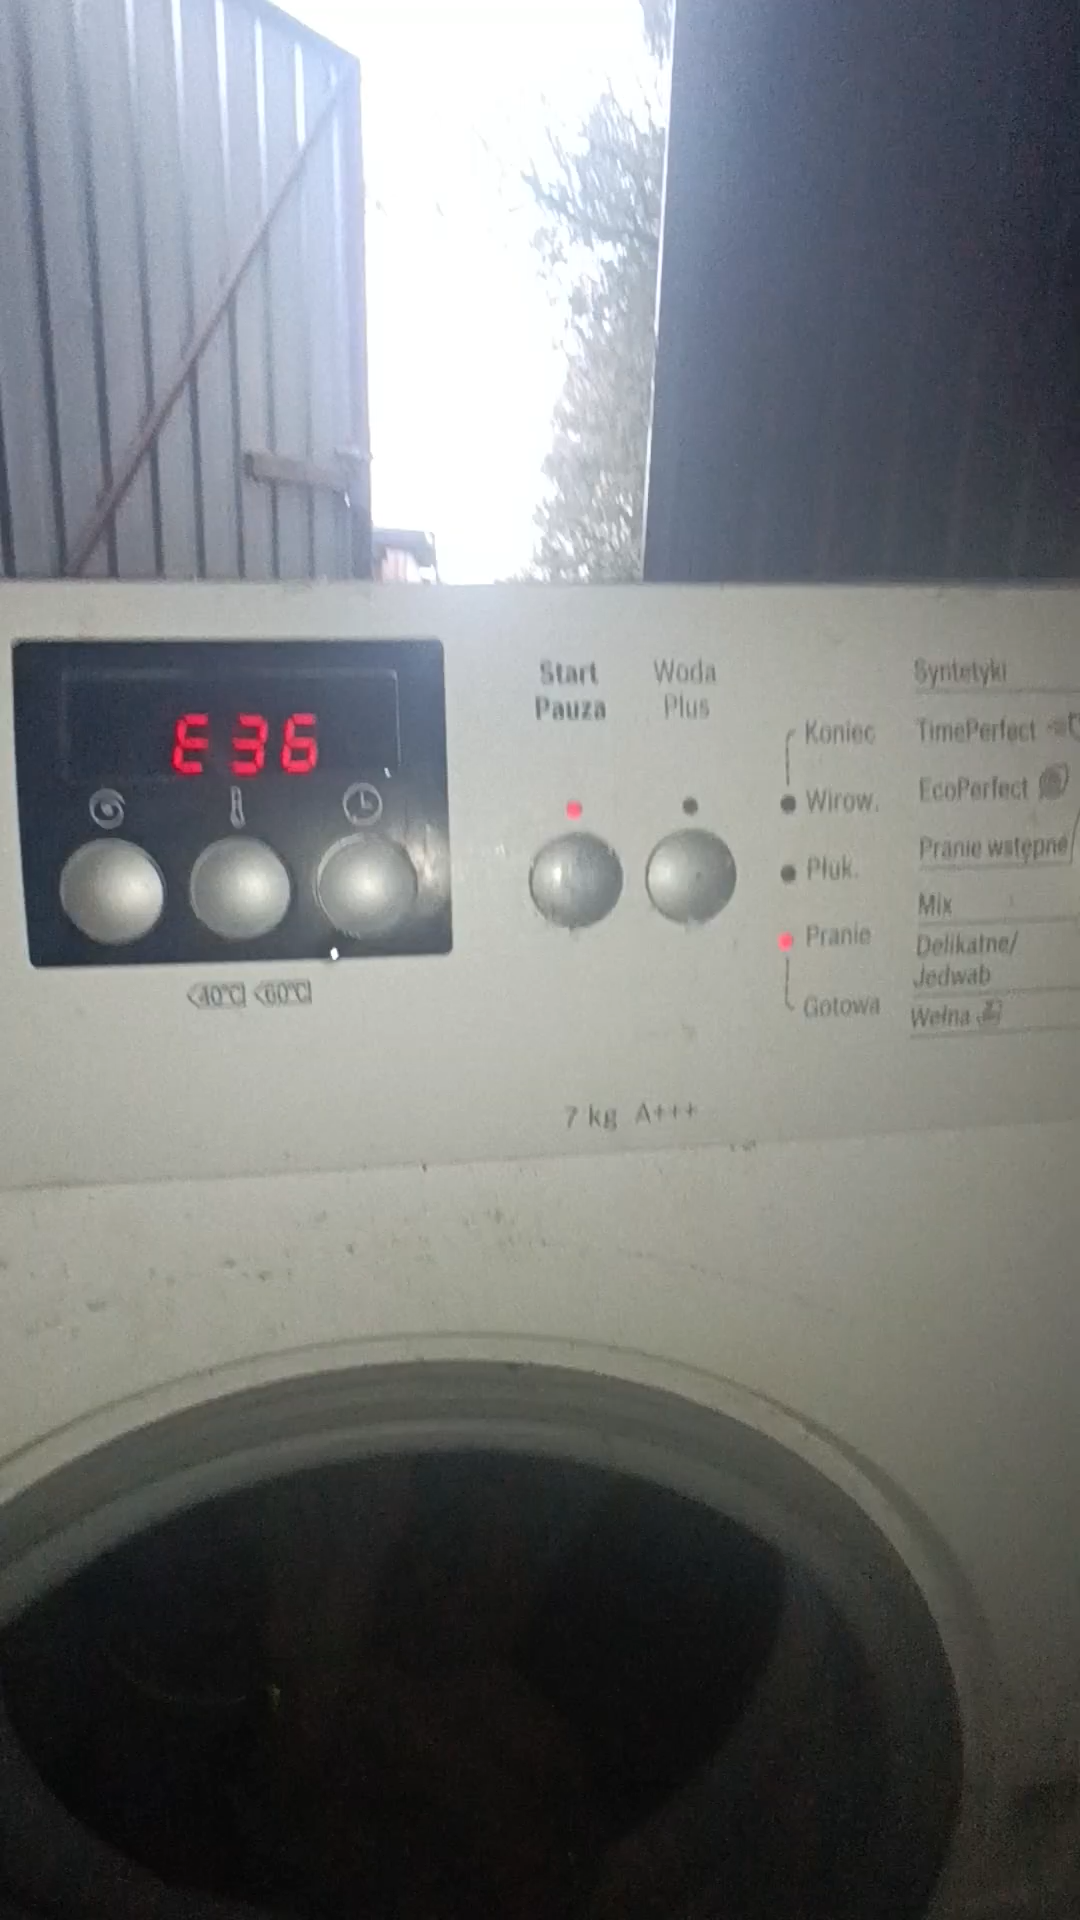 E36
<40°C <60°C
Start
Pauza
Woda
Plus
Koniec
Wirow.
Płuk.
Pranie
Gotowa
Syntetyki
TimePerfect
EcoPerfect
Pranie wstępne
Mix
Delikatne/
Jedwab
Wełna
7 kg A+++